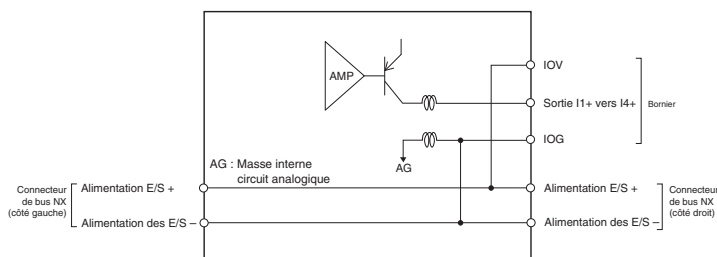 AMP
IOV
Sortie I1+ vers I4+
Bornier
IOG
AG
AG : Masse interne
circuit analogique
Connecteur
de bus NX
(côté gauche)
Alimentation E/S +
Alimentation des E/S –
Alimentation E/S +
Alimentation des E/S –
Connecteur
de bus NX
(côté droit)